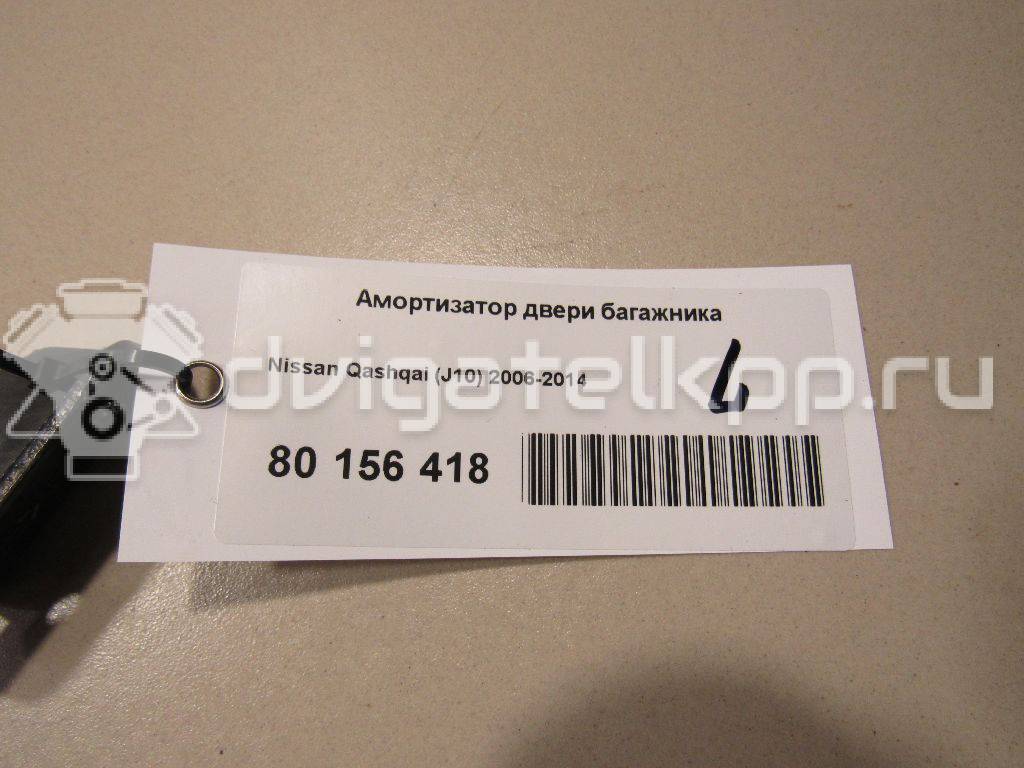 Амортизатор двери багажника
Nissan Qashqai (J10) 2006-2014
4
80 156 418
dvigatelkpp.ru